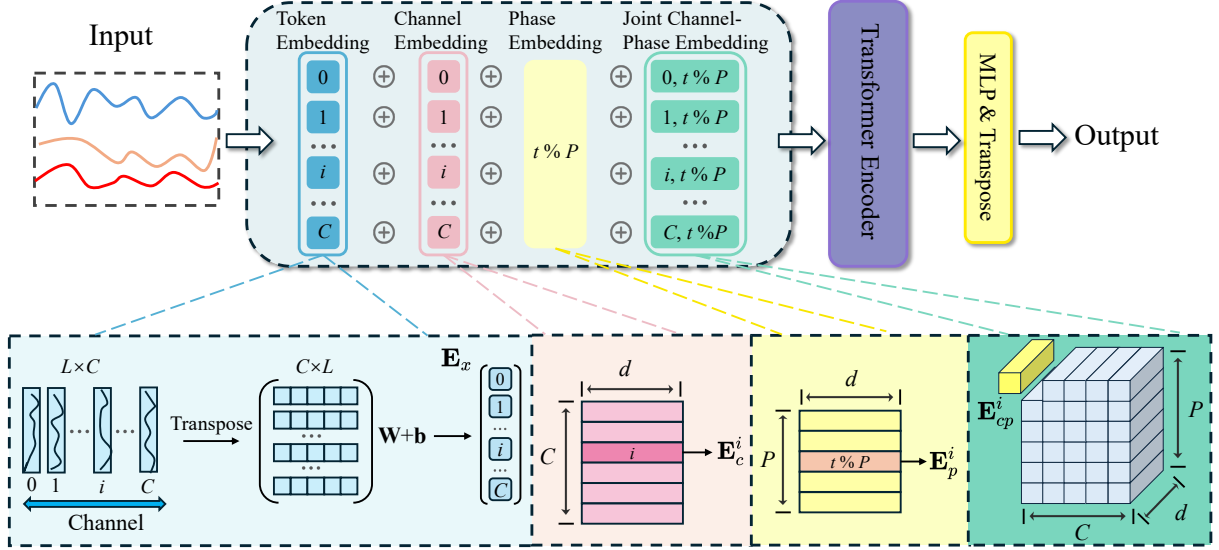 Input
Token
Embedding
Channel
Embedding
Phase
Embedding
Joint Channel-
Phase Embedding
0
1
...
i
...
C
0
1
...
i
...
C
t % P
0, t % P
1, t % P
...
i, t % P
...
C, t %P
Transformer Encoder
MLP & Transpose
Output
L×C
0 1 i C
Channel
Transpose
C×L
...
...
W+b
E_x
0
1
...
i
...
C
d
C
i
E_c^i
d
P
t % P
E_p^i
E_cp^i
P
d
C